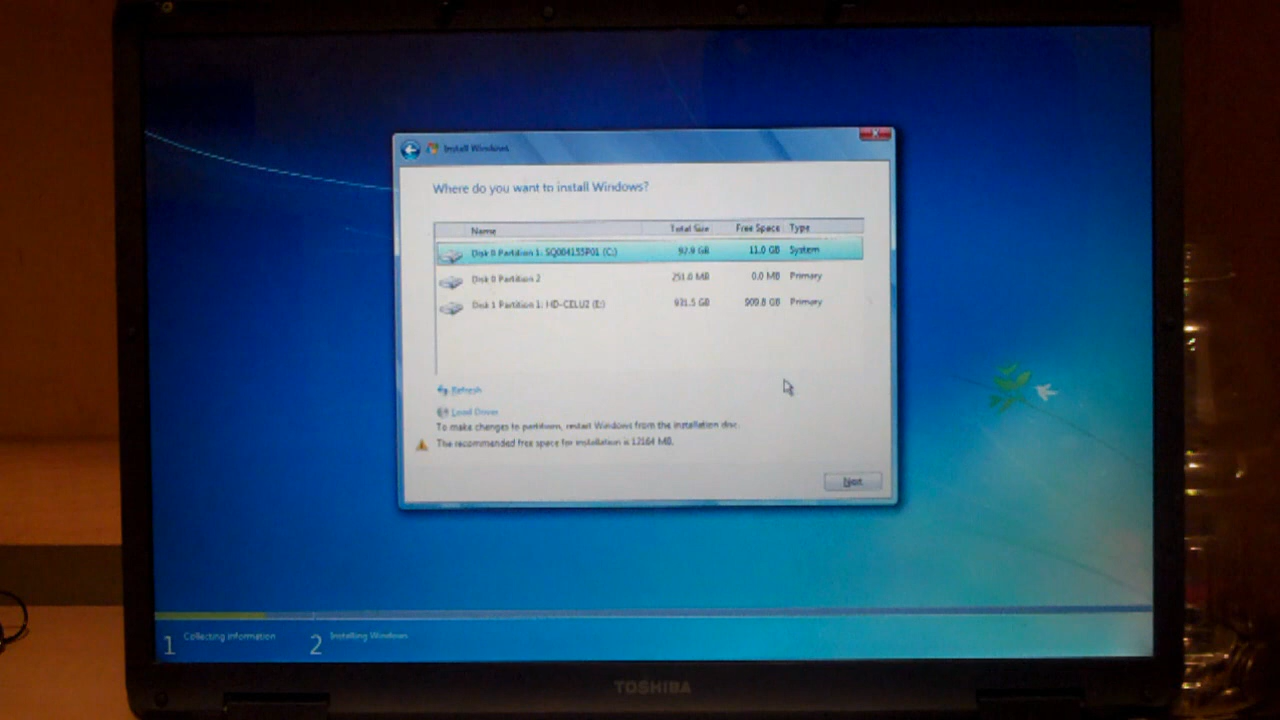 Install Windows
Where do you want to install Windows?
Name Total Size Free Space Type
Disk 0 Partition 1: (C:) 92.9 GB 11.0 GB System
Disk 0 Partition 2 251.0 MB 0.0 MB Primary
Disk 1 Partition 1: HD-CELU2 (E:) 931.5 GB 909.8 GB Primary
Refresh
Load Driver
To make changes to partitions, restart Windows from the installation disc.
The recommended free space for installation is 12164 MB.
Next
1 Collecting information 2 Installing Windows
TOSHIBA